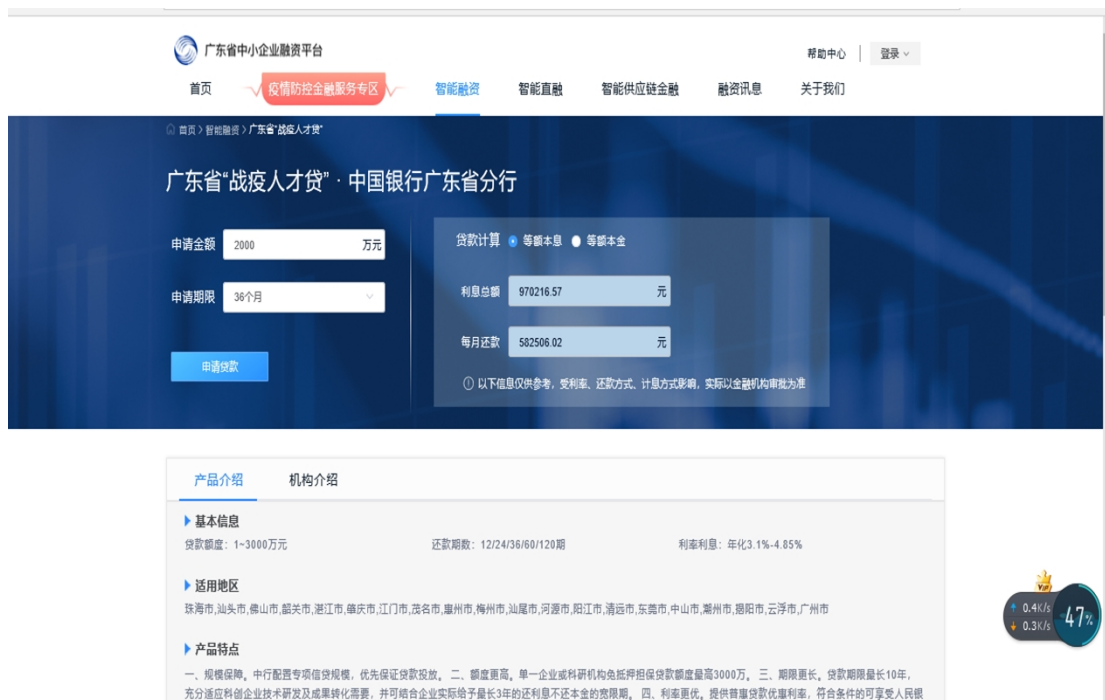 广东省中小企业融资平台
帮助中心 登录
首页 疫情防控金融服务专区 智能融资 智能直融 智能供应链金融 融资讯息 关于我们
首页 > 智能融资 > 广东省“战疫人才贷”
广东省“战疫人才贷” · 中国银行广东省分行
申请金额 2000 万元
申请期限 36个月
申请贷款
贷款计算 等额本息 等额本金
利息总额 970216.57 元
每月还款 582506.02 元
以下信息仅供参考，受利率、还款方式、计息方式影响，实际以金融机构审批为准
产品介绍 机构介绍
基本信息
贷款额度：1~3000万元 还款期数：12/24/36/60/120期 利率利息：年化3.1%-4.85%
适用地区
珠海市,汕头市,佛山市,韶关市,湛江市,肇庆市,江门市,茂名市,惠州市,梅州市,汕尾市,河源市,阳江市,清远市,东莞市,中山市,潮州市,揭阳市,云浮市,广州市
产品特点
一、规模保障。中行配置专项信贷规模，优先保证贷款投放。 二、额度更高。单一企业或科研机构免抵押担保贷款额度最高3000万。 三、期限更长。贷款期限最长10年，
充分适应科创企业技术研发及成果转化需要，并可结合企业实际给予最长3年的还利息不还本金的宽限期。 四、利率更优。提供普惠贷款优惠利率，符合条件的可享受人民银
VIP
0.4K/s
0.3K/s
47%